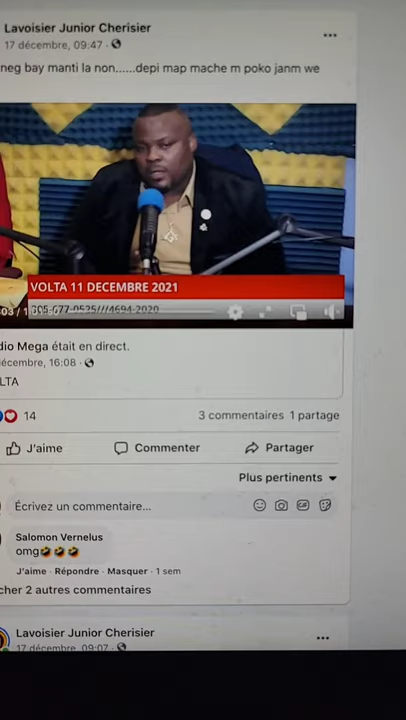 Lavoisier Junior Cherisier
17 décembre, 09:47 ·
neg bay manti la non......depi map mache m poko janm we
VOLTA 11 DECEMBRE 2021
305-677-0525///4694-2020
dio Mega était en direct.
écembre, 16:08 ·
LTA
14
3 commentaires 1 partage
J'aime
Commenter
Partager
Plus pertinents
Écrivez un commentaire...
Salomon Vernelus
omg🤣🤣🤣
J'aime · Répondre · Masquer · 1 sem
cher 2 autres commentaires
Lavoisier Junior Cherisier
17 décembre, 09:07 ·